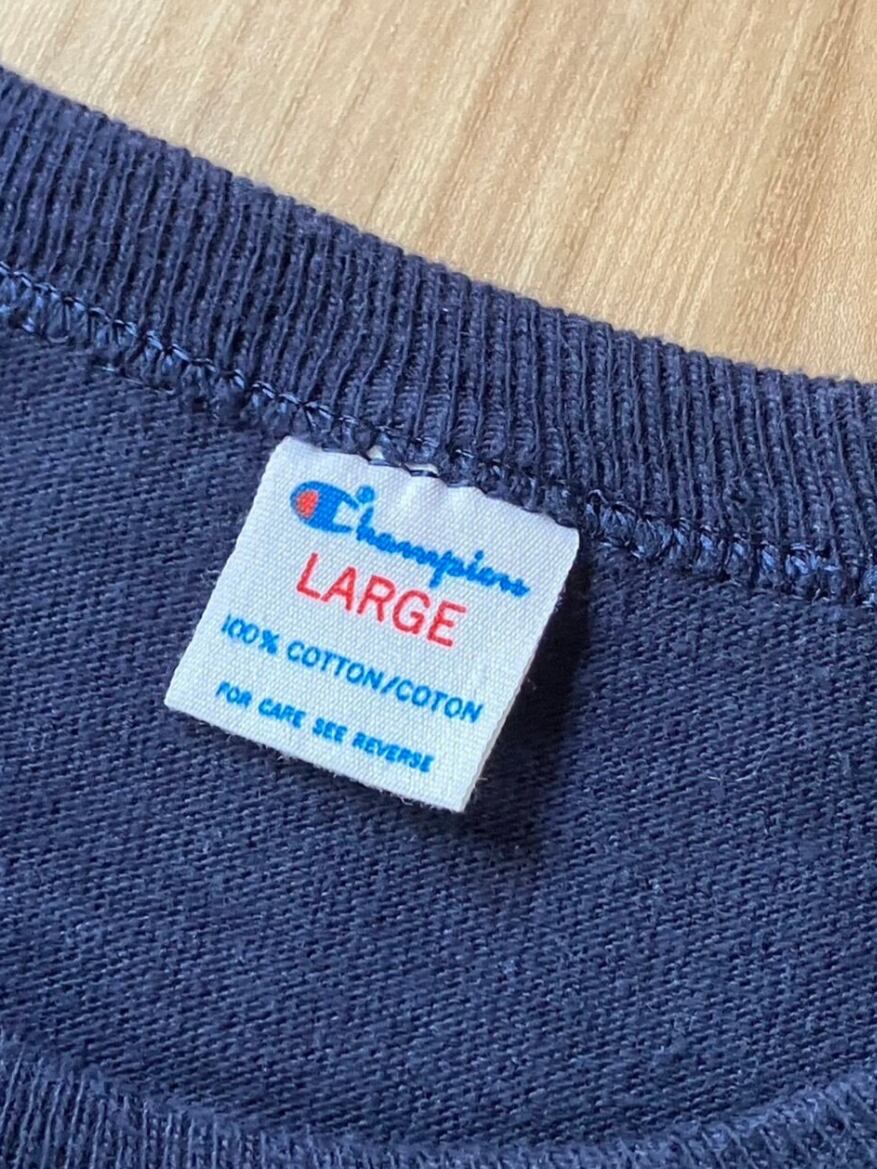 Champion®
LARGE
100% COTTON/COTON
FOR CARE SEE REVERSE